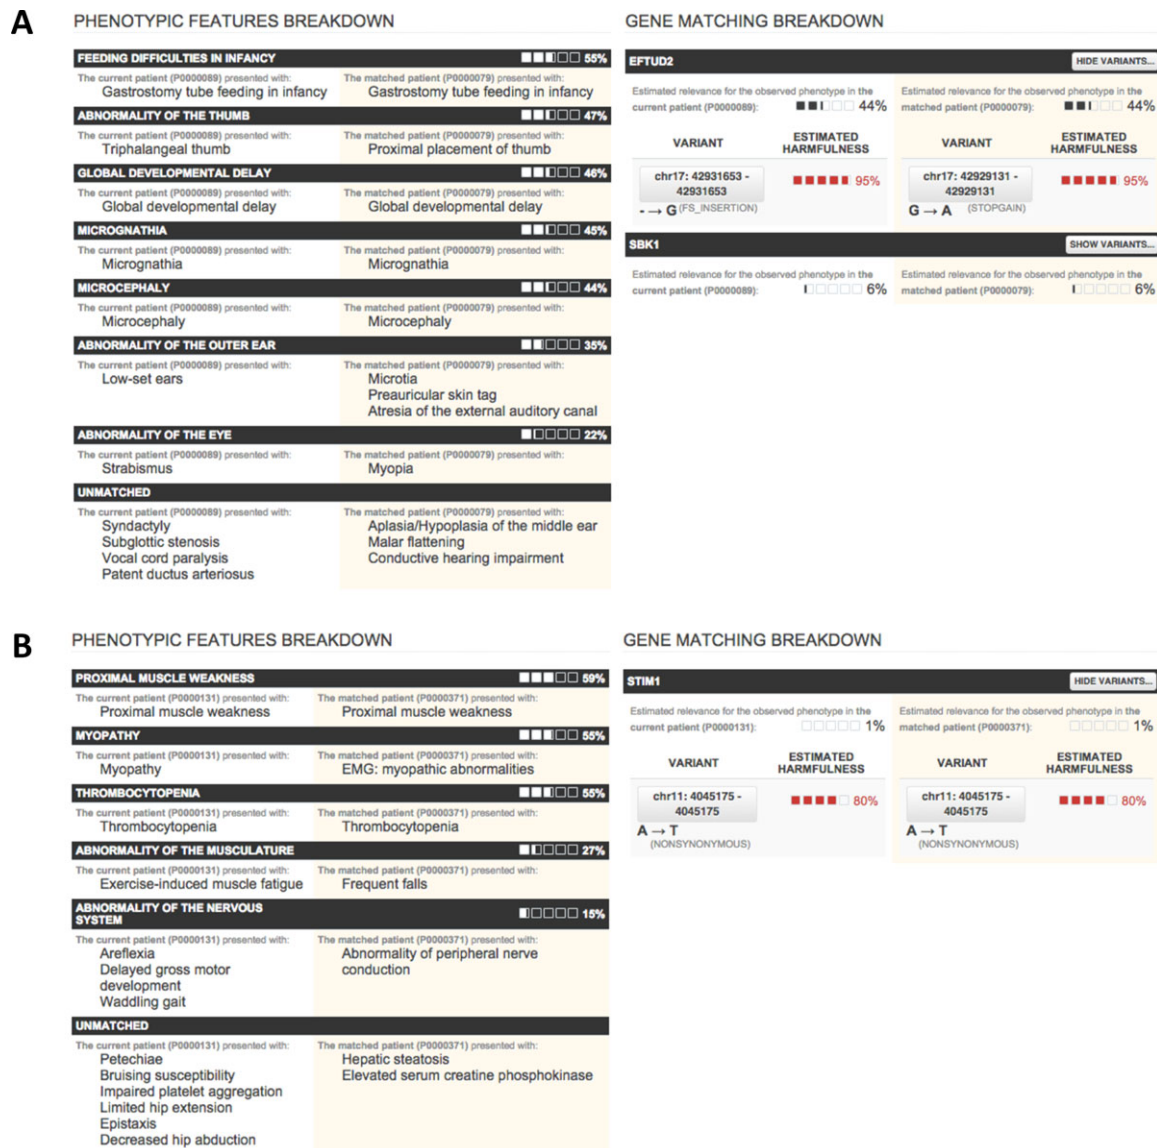 A
PHENOTYPIC FEATURES BREAKDOWN
FEEDING DIFFICULTIES IN INFANCY 55%
The current patient (P0000089) presented with: The matched patient (P0000079) presented with:
Gastrostomy tube feeding in infancy Gastrostomy tube feeding in infancy
ABNORMALITY OF THE THUMB 47%
The current patient (P0000089) presented with: The matched patient (P0000079) presented with:
Triphalangeal thumb Proximal placement of thumb
GLOBAL DEVELOPMENTAL DELAY 46%
The current patient (P0000089) presented with: The matched patient (P0000079) presented with:
Global developmental delay Global developmental delay
MICROGNATHIA 45%
The current patient (P0000089) presented with: The matched patient (P0000079) presented with:
Micrognathia Micrognathia
MICROCEPHALY 44%
The current patient (P0000089) presented with: The matched patient (P0000079) presented with:
Microcephaly Microcephaly
ABNORMALITY OF THE OUTER EAR 35%
The current patient (P0000089) presented with: The matched patient (P0000079) presented with:
Low-set ears Microtia
Preauricular skin tag
Atresia of the external auditory canal
ABNORMALITY OF THE EYE 22%
The current patient (P0000089) presented with: The matched patient (P0000079) presented with:
Strabismus Myopia
UNMATCHED
The current patient (P0000089) presented with: The matched patient (P0000079) presented with:
Syndactyly Aplasia/Hypoplasia of the middle ear
Subglottic stenosis Malar flattening
Vocal cord paralysis Conductive hearing impairment
Patent ductus arteriosus
GENE MATCHING BREAKDOWN
EFTUD2 HIDE VARIANTS...
Estimated relevance for the observed phenotype in the Estimated relevance for the observed phenotype in the
current patient (P0000089): 44% matched patient (P0000079): 44%
VARIANT ESTIMATED HARMFULNESS VARIANT ESTIMATED HARMFULNESS
chr17: 42931653 - 95% chr17: 42929131 - 95%
42931653 42929131
- → G (FS_INSERTION) G → A (STOPGAIN)
SBK1 SHOW VARIANTS...
Estimated relevance for the observed phenotype in the Estimated relevance for the observed phenotype in the
current patient (P0000089): 6% matched patient (P0000079): 6%
B
PHENOTYPIC FEATURES BREAKDOWN
PROXIMAL MUSCLE WEAKNESS 59%
The current patient (P0000131) presented with: The matched patient (P0000371) presented with:
Proximal muscle weakness Proximal muscle weakness
MYOPATHY 55%
The current patient (P0000131) presented with: The matched patient (P0000371) presented with:
Myopathy EMG: myopathic abnormalities
THROMBOCYTOPENIA 55%
The current patient (P0000131) presented with: The matched patient (P0000371) presented with:
Thrombocytopenia Thrombocytopenia
ABNORMALITY OF THE MUSCULATURE 27%
The current patient (P0000131) presented with: The matched patient (P0000371) presented with:
Exercise-induced muscle fatigue Frequent falls
ABNORMALITY OF THE NERVOUS
SYSTEM 15%
The current patient (P0000131) presented with: The matched patient (P0000371) presented with:
Areflexia Abnormality of peripheral nerve
Delayed gross motor conduction
development
Waddling gait
UNMATCHED
The current patient (P0000131) presented with: The matched patient (P0000371) presented with:
Petechiae Hepatic steatosis
Bruising susceptibility Elevated serum creatine phosphokinase
Impaired platelet aggregation
Limited hip extension
Epistaxis
Decreased hip abduction
GENE MATCHING BREAKDOWN
STIM1 HIDE VARIANTS...
Estimated relevance for the observed phenotype in the Estimated relevance for the observed phenotype in the
current patient (P0000131): 1% matched patient (P0000371): 1%
VARIANT ESTIMATED HARMFULNESS VARIANT ESTIMATED HARMFULNESS
chr11: 4045175 - 80% chr11: 4045175 - 80%
4045175 4045175
A → T A → T
(NONSYNONYMOUS) (NONSYNONYMOUS)